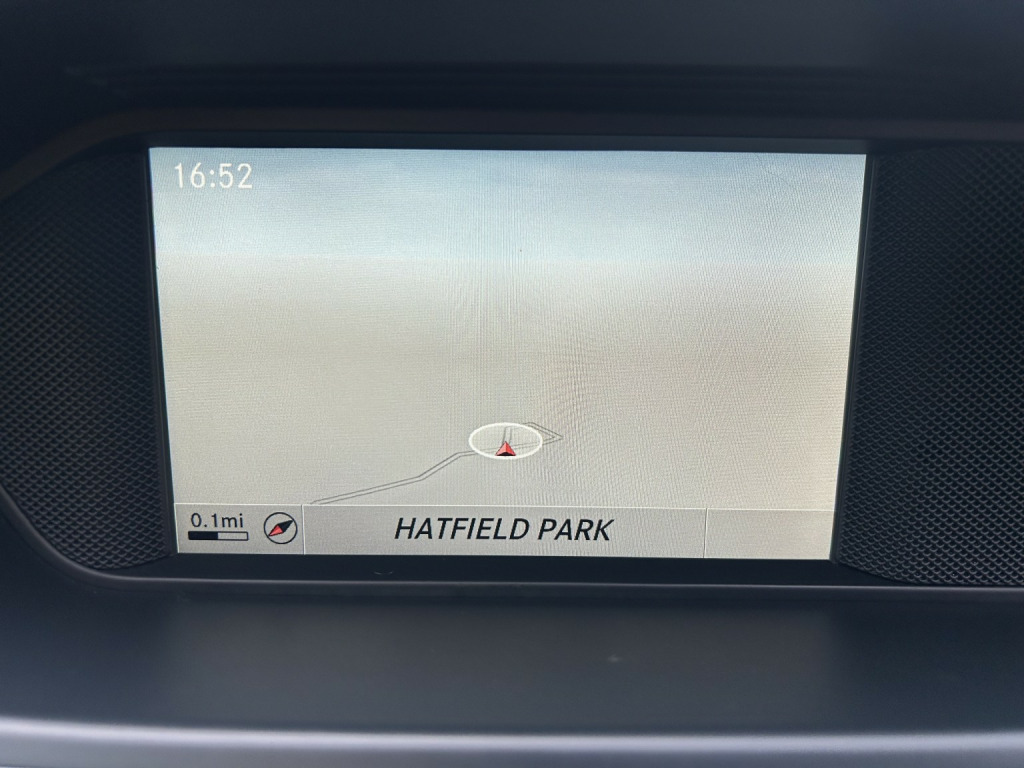 16:52
0.1mi
HATFIELD PARK